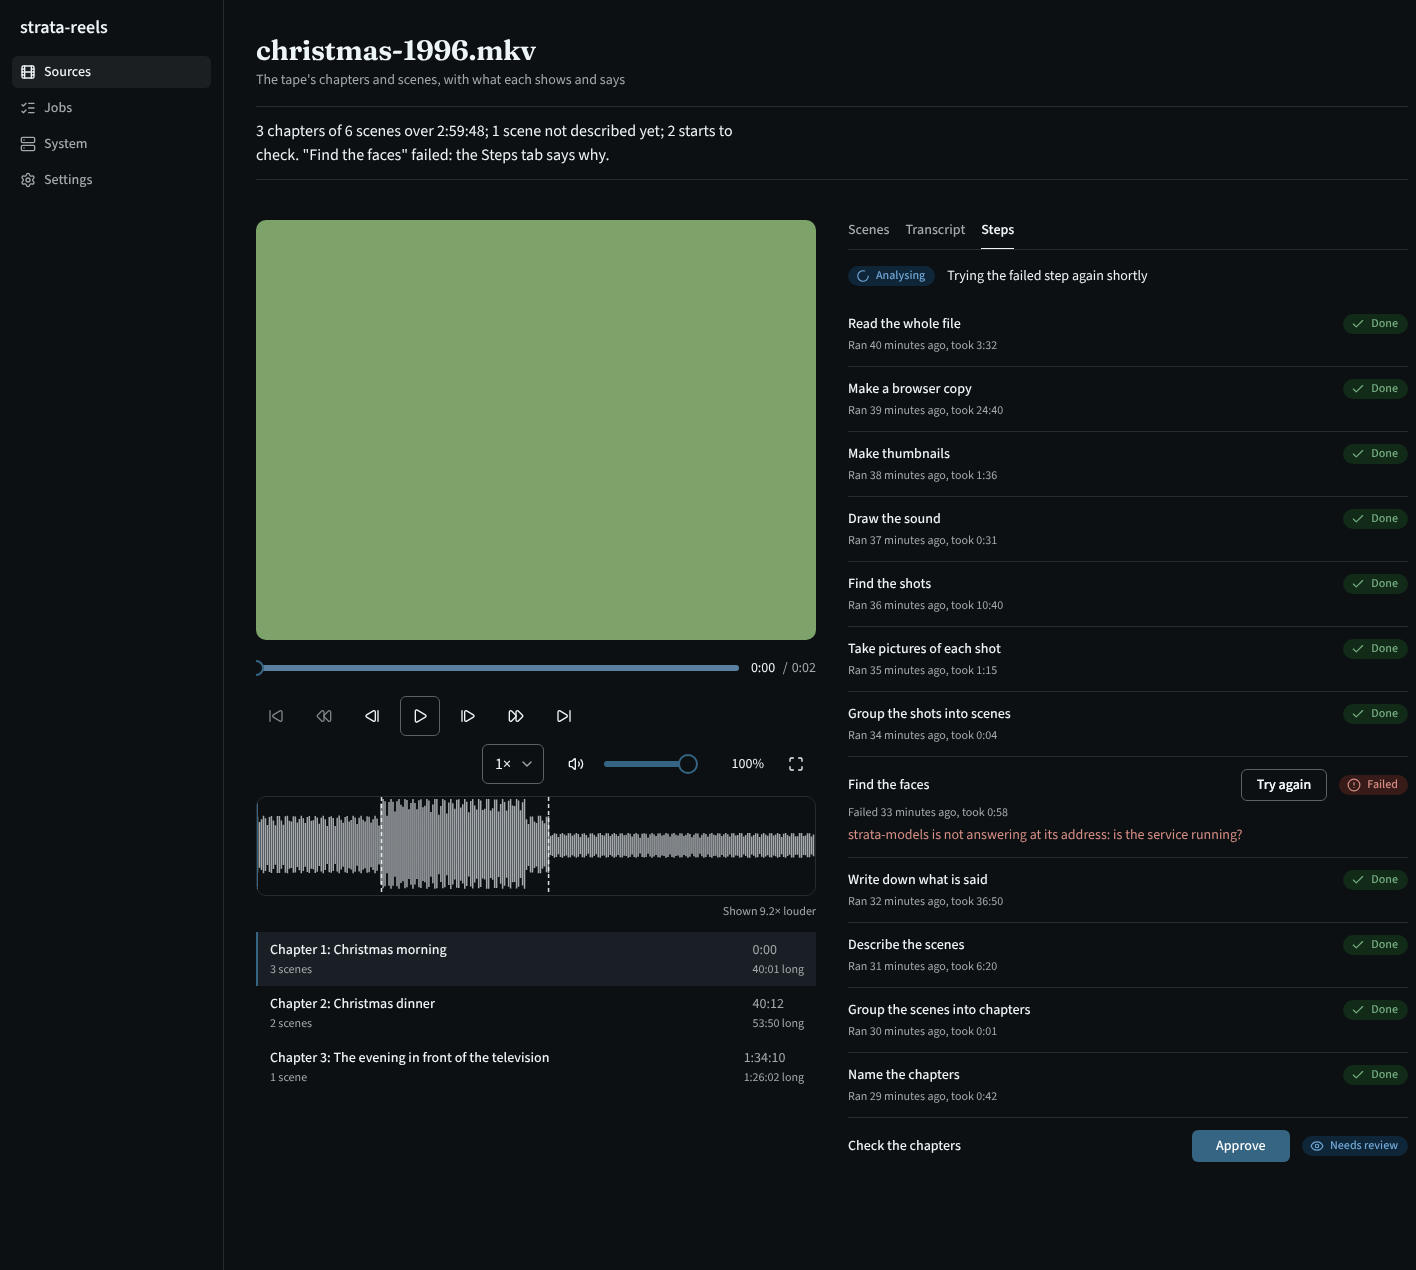 strata-reels
Sources
Jobs
System
Settings
christmas-1996.mkv
The tape's chapters and scenes, with what each shows and says
3 chapters of 6 scenes over 2:59:48; 1 scene not described yet; 2 starts to
check. "Find the faces" failed: the Steps tab says why.
0:00 / 0:02
1×
100%
Shown 9.2× louder
Chapter 1: Christmas morning 0:00
3 scenes 40:01 long
Chapter 2: Christmas dinner 40:12
2 scenes 53:50 long
Chapter 3: The evening in front of the television 1:34:10
1 scene 1:26:02 long
Scenes Transcript Steps
Analysing Trying the failed step again shortly
Read the whole file Done
Ran 40 minutes ago, took 3:32
Make a browser copy Done
Ran 39 minutes ago, took 24:40
Make thumbnails Done
Ran 38 minutes ago, took 1:36
Draw the sound Done
Ran 37 minutes ago, took 0:31
Find the shots Done
Ran 36 minutes ago, took 10:40
Take pictures of each shot Done
Ran 35 minutes ago, took 1:15
Group the shots into scenes Done
Ran 34 minutes ago, took 0:04
Find the faces Try again Failed
Failed 33 minutes ago, took 0:58
strata-models is not answering at its address: is the service running?
Write down what is said Done
Ran 32 minutes ago, took 36:50
Describe the scenes Done
Ran 31 minutes ago, took 6:20
Group the scenes into chapters Done
Ran 30 minutes ago, took 0:01
Name the chapters Done
Ran 29 minutes ago, took 0:42
Check the chapters Approve Needs review